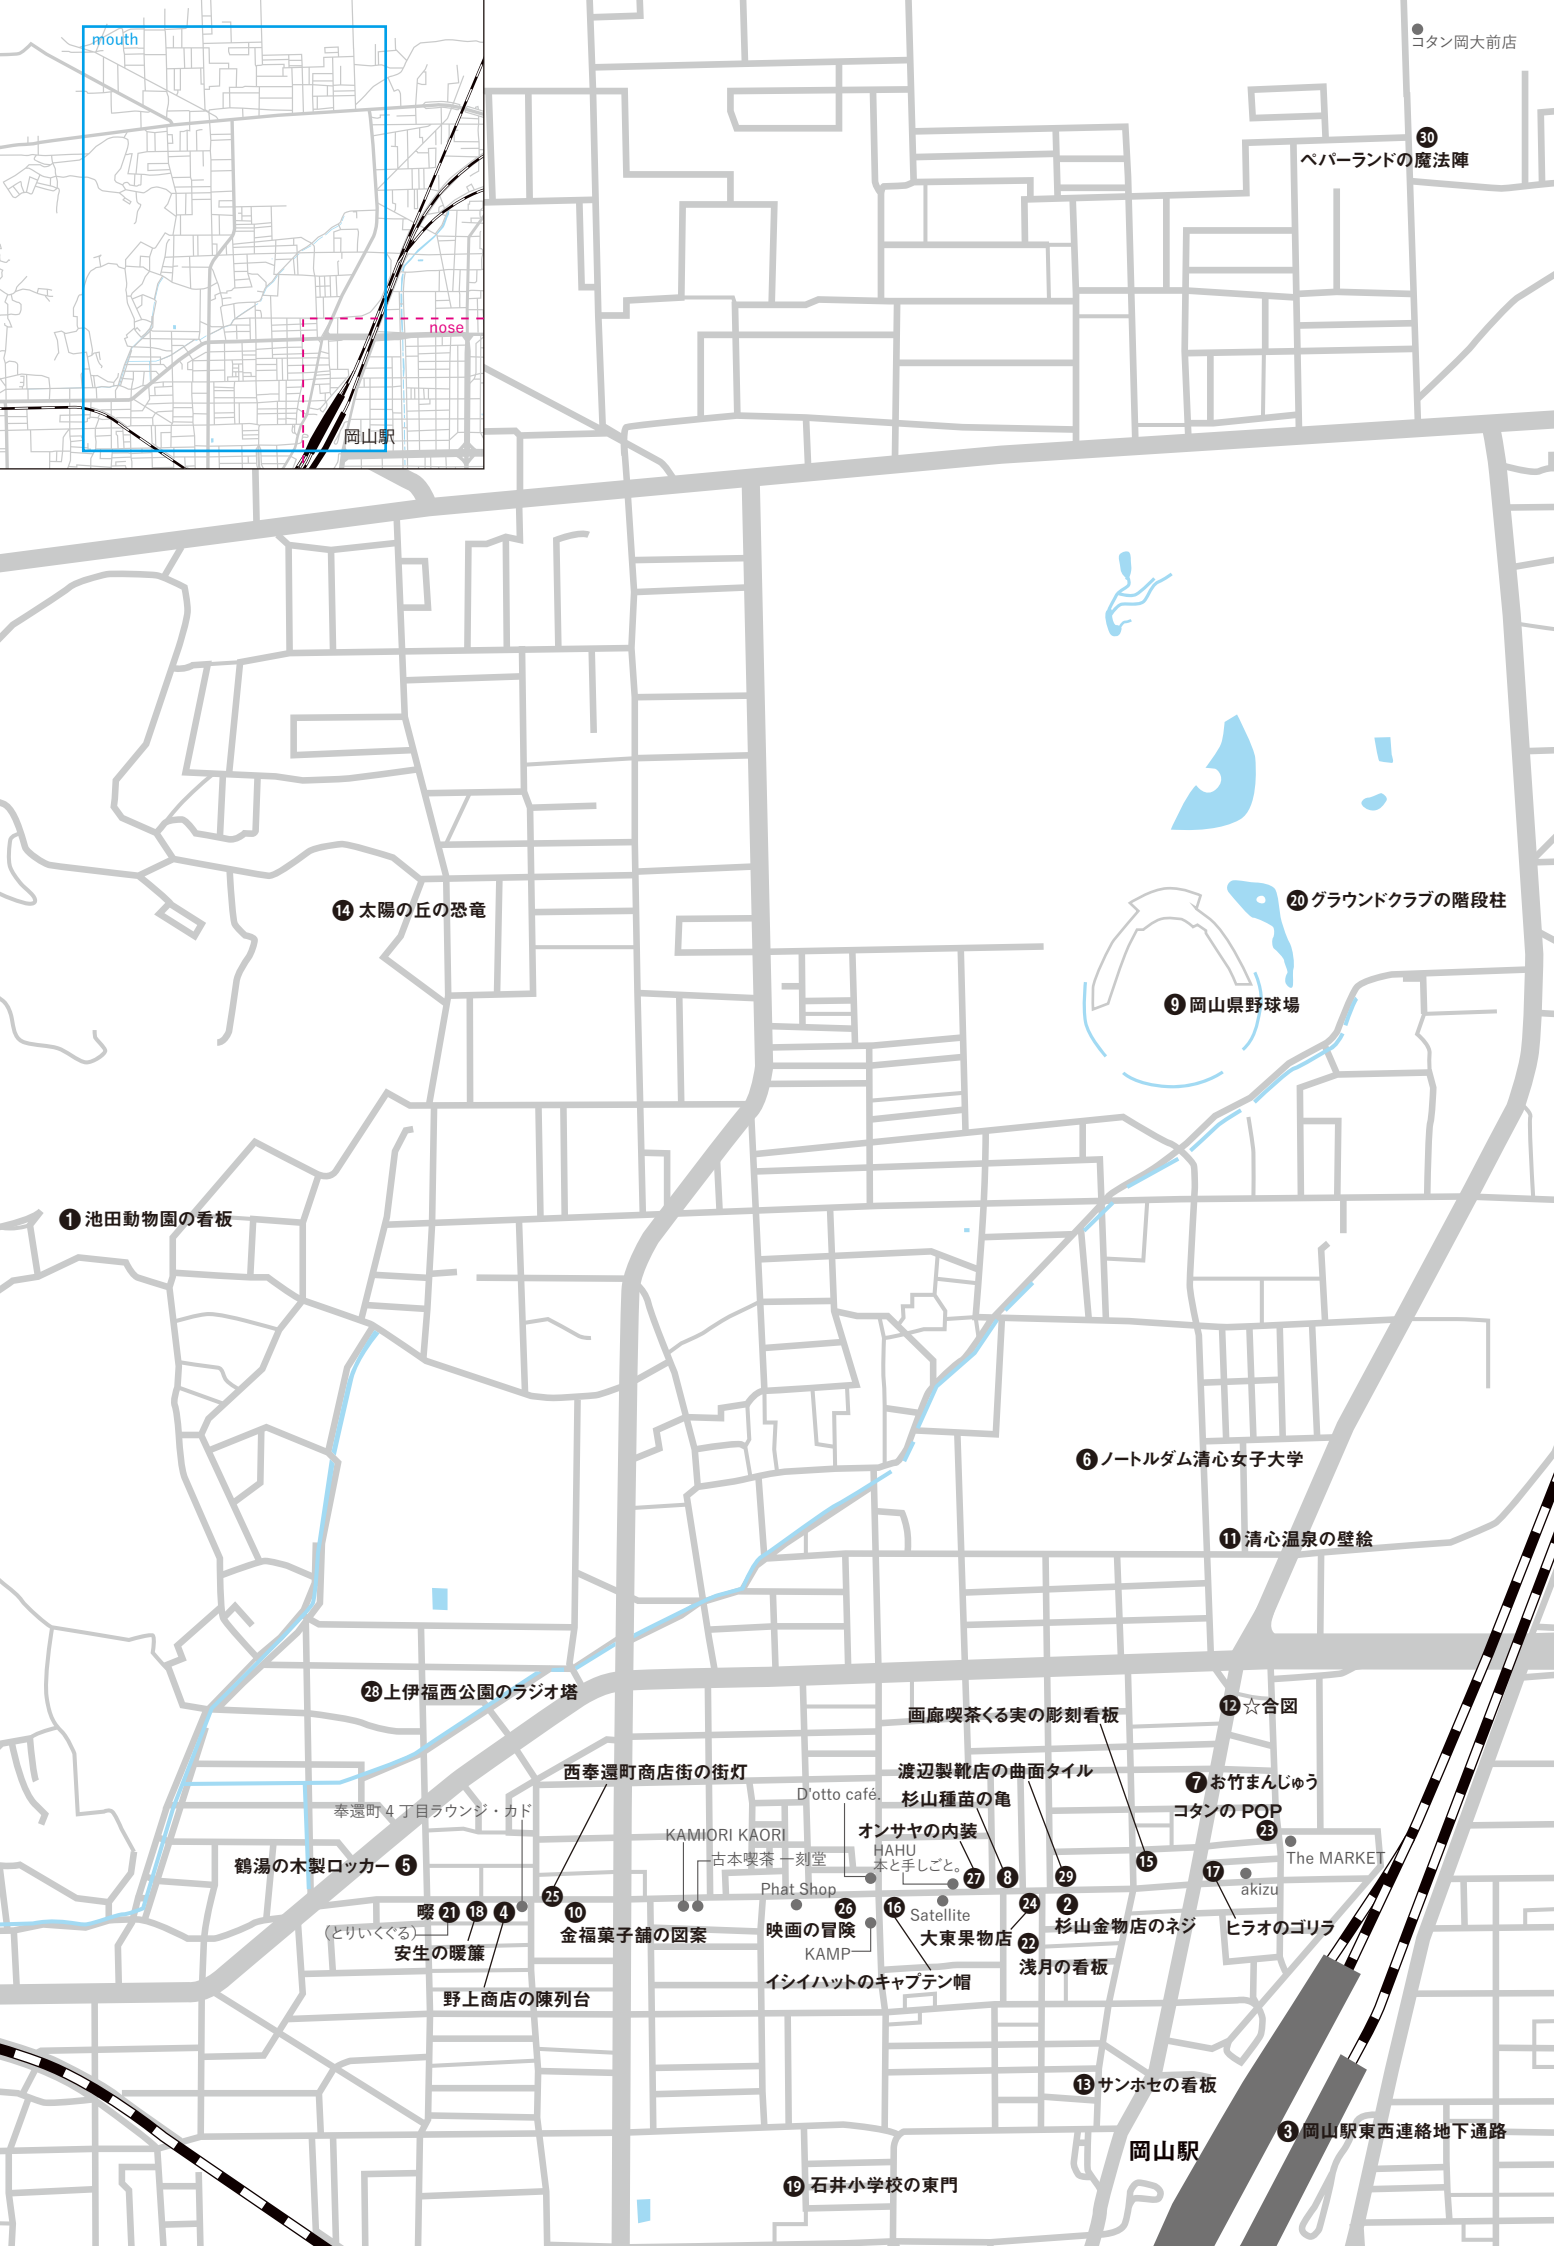 mouth
nose
岡山駅
コタン岡大前店
30
ペパーランドの魔法陣
14 太陽の丘の恐竜
20 グラウンドクラブの階段柱
9 岡山県野球場
1 池田動物園の看板
6 ノートルダム清心女子大学
11 清心温泉の壁絵
28 上伊福西公園のラジオ塔
12 ☆合図
画廊喫茶くる実の彫刻看板
15
西奉還町商店街の街灯
25
渡辺製靴店の曲面タイル
29
7 お竹まんじゅう
D'otto café.
杉山種苗の亀
8
奉還町 4 丁目ラウンジ・カド
コタンの POP
23
KAMIORI KAORI
オンサヤの内装
27
古本喫茶 一刻堂
HAHU
本と手しごと。
The MARKET
鶴湯の木製ロッカー 5
17
akizu
Phat Shop
啜 21
18
4
(とりいくぐる)
10
金福菓子舗の図案
26
映画の冒険
16
Satellite
24
大東果物店
2
杉山金物店のネジ
ヒラオのゴリラ
安生の暖簾
KAMP
22
浅月の看板
イシイハットのキャプテン帽
野上商店の陳列台
13 サンホセの看板
3 岡山駅東西連絡地下通路
岡山駅
19 石井小学校の東門